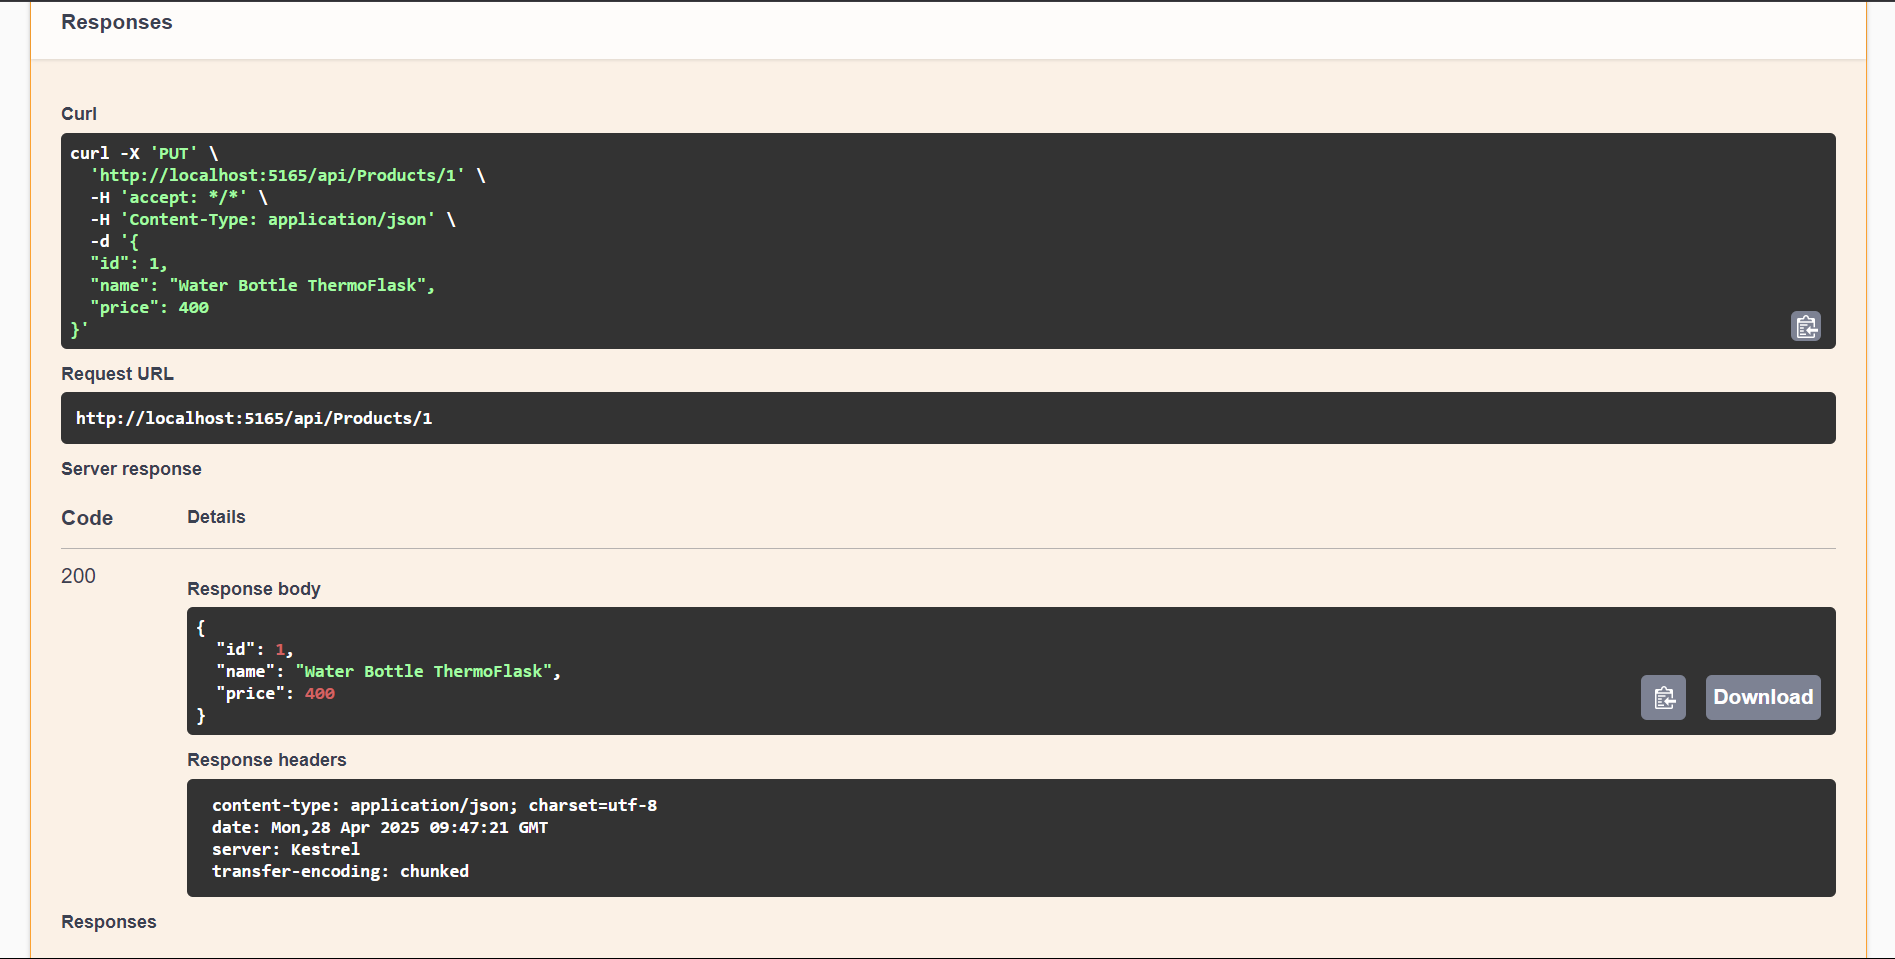 Responses
Curl
curl -X 'PUT' \
  'http://localhost:5165/api/Products/1' \
  -H 'accept: */*' \
  -H 'Content-Type: application/json' \
  -d '{
  "id": 1,
  "name": "Water Bottle ThermoFlask",
  "price": 400
}'
Request URL
http://localhost:5165/api/Products/1
Server response
Code Details
200
Response body
{
  "id": 1,
  "name": "Water Bottle ThermoFlask",
  "price": 400
}
Download
Response headers
content-type: application/json; charset=utf-8
date: Mon,28 Apr 2025 09:47:21 GMT
server: Kestrel
transfer-encoding: chunked
Responses